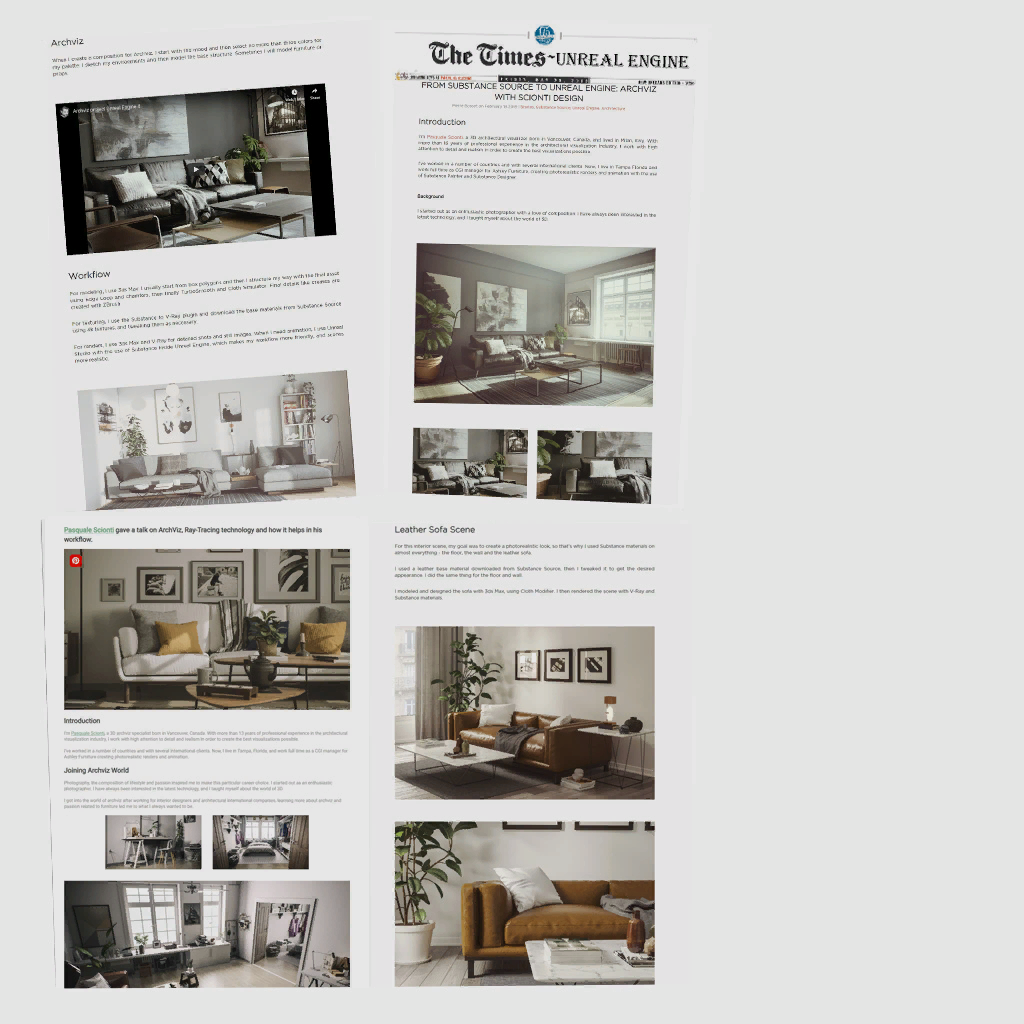 Archviz
When I create a composition for Archviz, I start with the mood and then select no more than three colors for
my palette. I sketch my environments and then model the base structure. Sometimes I will model furniture or
props.
Archviz project Unreal Engine 4
Share
Workflow
For modeling, I use 3ds Max. I usually start from box polygons and then I structure my way with the final asset
using Edge Loop and chamfers, then finally TurboSmooth and Cloth Simulator. Final details like creases are
created with ZBrush.
For texturing, I use the Substance to V-Ray plugin and download the base materials from Substance Source
using 4k textures, and tweaking them as necessary.
For renders, I use 3ds Max and V-Ray for detailed shots and still images. When I need animation, I use Unreal
Studio with the use of Substance inside Unreal Engine, which makes my workflow more friendly, and scenes
more realistic.
The Times-UNREAL ENGINE
FROM SUBSTANCE SOURCE TO UNREAL ENGINE: ARCHVIZ
WITH SCIONTI DESIGN
Introduction
I'm Pasquale Scionti, a 3D architectural visualizer born in Vancouver, Canada, and lived in Milan, Italy. With
more than 10 years of professional experience in the architectural visualization industry, I work with high
attention to detail and realism in order to create the best visualizations possible.
I've worked in a number of countries and with several international clients. Now, I live in Tampa Florida and
work full time as CGI manager for Ashley Furniture, creating photorealistic renders and animation with the use
of Substance Painter and Substance Designer.
Background
I started out as an enthusiastic photographer with a love of composition. I have always been interested in the
latest technology, and I taught myself about the world of 3D.
Pasquale Scionti gave a talk on ArchViz, Ray-Tracing technology and how it helps in his
workflow.
Introduction
I'm Pasquale Scionti, a 3D archviz specialist born in Vancouver, Canada. With more than 10 years of professional experience in the architectural
visualization industry, I work with high attention to detail and realism in order to create the best visualizations possible.
I've worked in a number of countries and with several international clients. Now, I live in Tampa, Florida, and work full time as a CGI manager for
Ashley Furniture creating photorealistic renders and animation.
Joining Archviz World
Photography, the composition of lifestyle and passion inspired me to make this particular career choice. I started out as an enthusiastic
photographer. I have always been interested in the latest technology, and I taught myself about the world of 3D.
I got into the world of archviz after working for interior designers and architectural international companies, learning more about archviz and
passion related to furniture led me to what I always wanted to be.
Leather Sofa Scene
For this interior scene, my goal was to create a photorealistic look, so that's why I used Substance materials on
almost everything - the floor, the wall and the leather sofa.
I used a leather base material downloaded from Substance Source, then I tweaked it to get the desired
appearance. I did the same thing for the floor and wall.
I modeled and designed the sofa with 3ds Max, using Cloth Modifier. I then rendered the scene with V-Ray and
Substance materials.